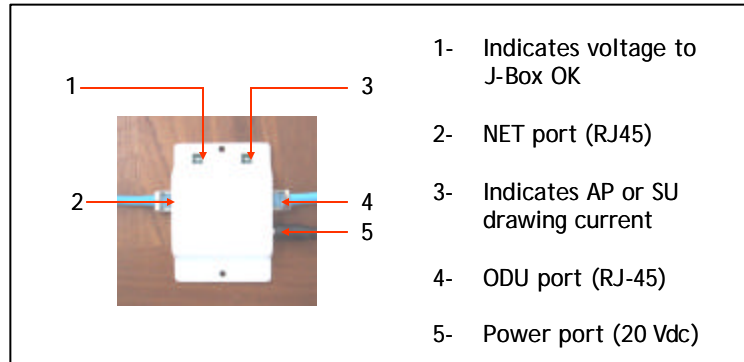 1
3
2
4
5
1- Indicates voltage to
J-Box OK
2- NET port (RJ45)
3- Indicates AP or SU
drawing current
4- ODU port (RJ-45)
5- Power port (20 Vdc)